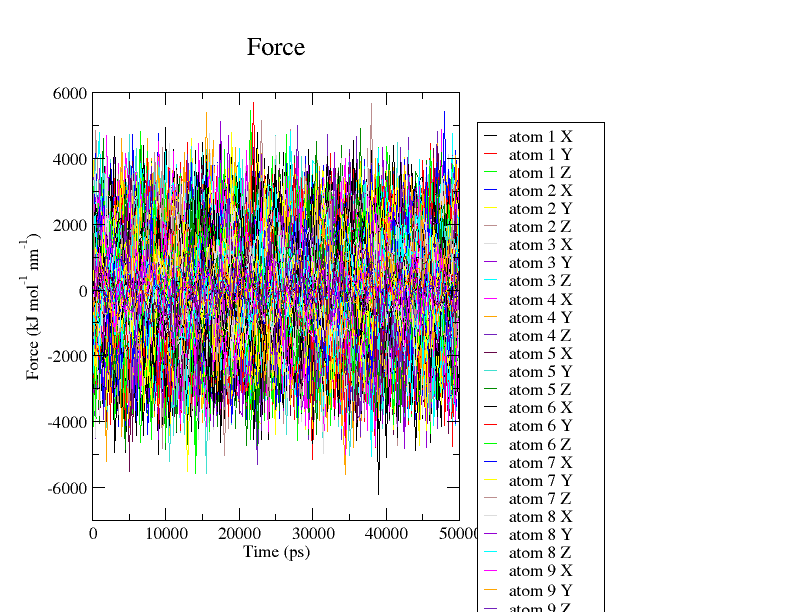 Force
6000
4000
2000
0
-2000
-4000
-6000
Force (kJ mol-1 nm-1)
0 10000 20000 30000 40000 50000
Time (ps)
atom 1 X
atom 1 Y
atom 1 Z
atom 2 X
atom 2 Y
atom 2 Z
atom 3 X
atom 3 Y
atom 3 Z
atom 4 X
atom 4 Y
atom 4 Z
atom 5 X
atom 5 Y
atom 5 Z
atom 6 X
atom 6 Y
atom 6 Z
atom 7 X
atom 7 Y
atom 7 Z
atom 8 X
atom 8 Y
atom 8 Z
atom 9 X
atom 9 Y
atom 9 Z